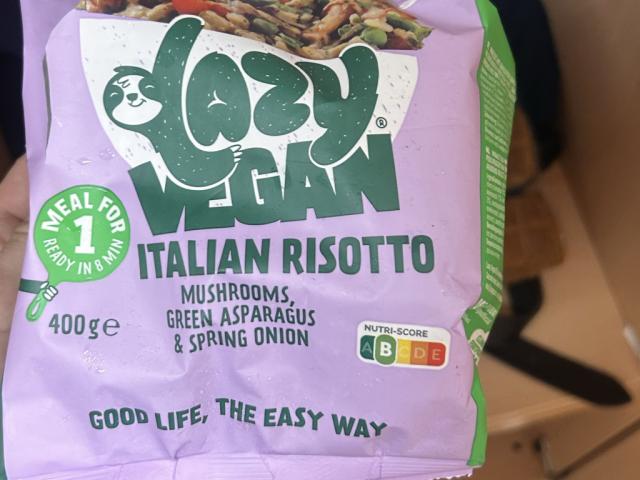 Lazy®
VEGAN
MEAL FOR
1
READY IN 8 MIN
ITALIAN RISOTTO
MUSHROOMS,
GREEN ASPARAGUS
& SPRING ONION
400g℮
NUTRI-SCORE
A B C D E
GOOD LIFE, THE EASY WAY